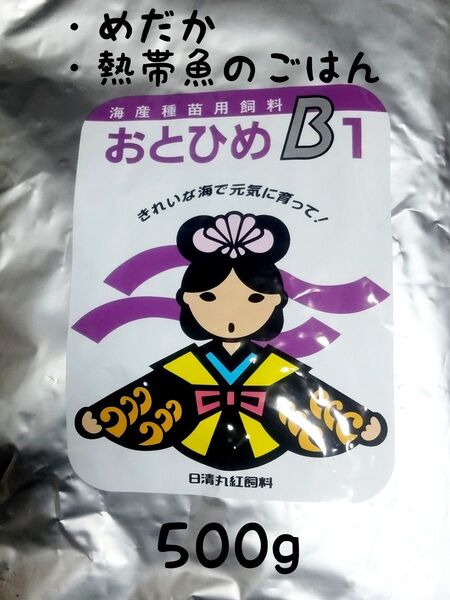 ・めだか
・熱帯魚のごはん
海産種苗用飼料
おとひめ B1
きれいな海で元気に育って!
日清丸紅飼料
500g